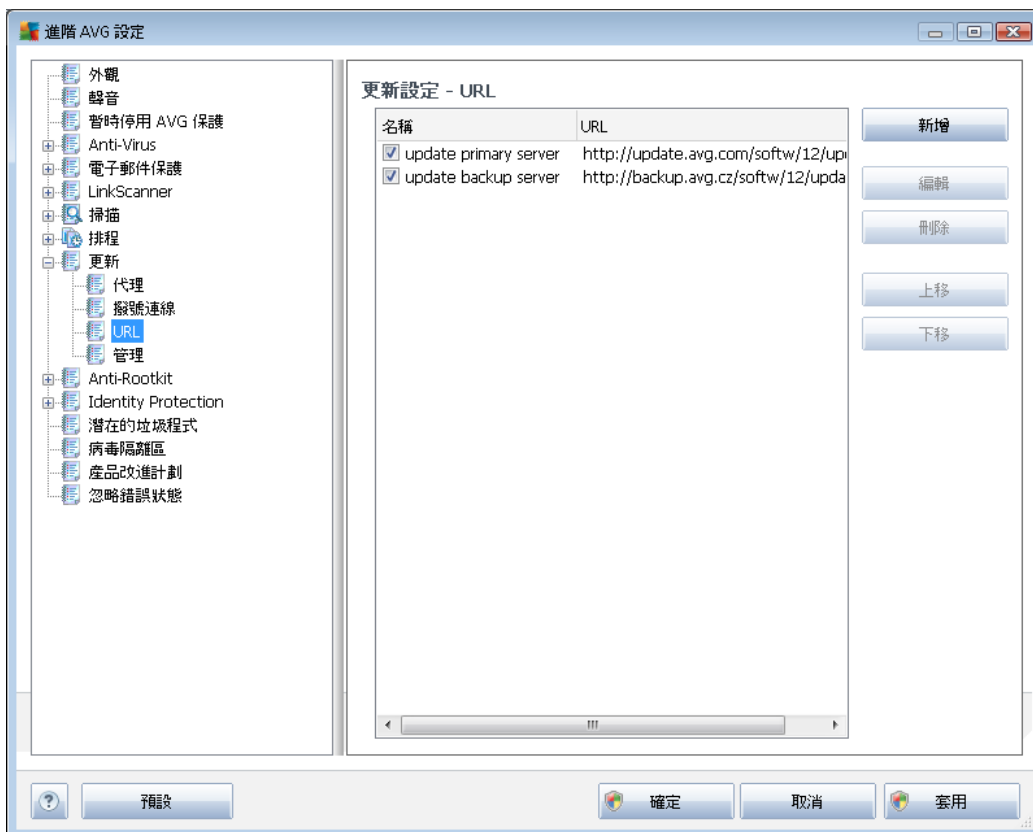 進階 AVG 設定
外觀
聲音
暫時停用 AVG 保護
Anti-Virus
電子郵件保護
LinkScanner
掃描
排程
更新
代理
撥號連線
URL
管理
Anti-Rootkit
Identity Protection
潛在的垃圾程式
病毒隔離區
產品改進計劃
忽略錯誤狀態
更新設定 - URL
名稱 URL
update primary server http://update.avg.com/softw/12/up
update backup server http://backup.avg.cz/softw/12/upda
新增
編輯
刪除
上移
下移
預設
確定
取消
套用